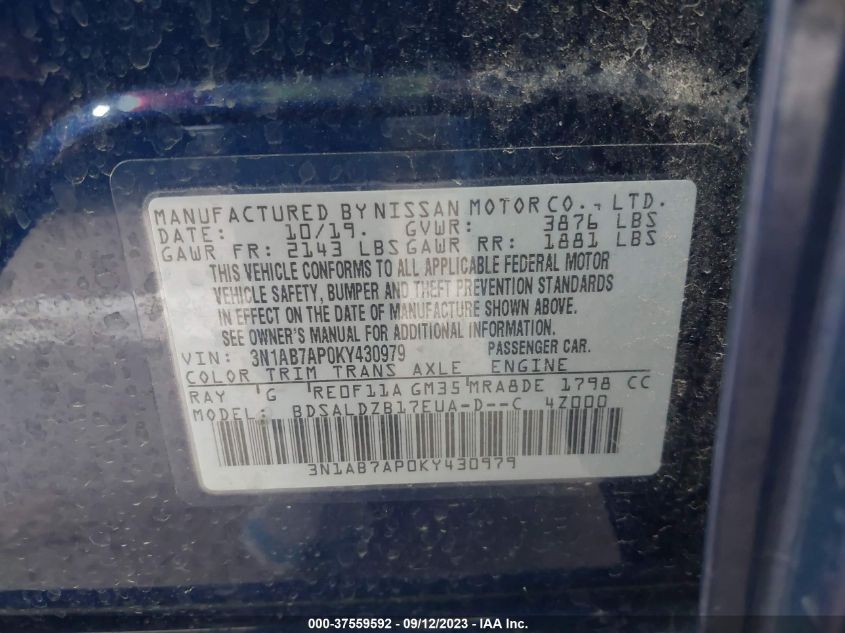 MANUFACTURED BY NISSAN MOTOR CO., LTD.
DATE: 10/19. GVWR: 3876 LBS
GAWR FR: 2143 LBS GAWR RR: 1881 LBS
THIS VEHICLE CONFORMS TO ALL APPLICABLE FEDERAL MOTOR
VEHICLE SAFETY, BUMPER AND THEFT PREVENTION STANDARDS
IN EFFECT ON THE DATE OF MANUFACTURE SHOWN ABOVE.
SEE OWNER'S MANUAL FOR ADDITIONAL INFORMATION.
VIN: 3N1AB7AP0KY430979 PASSENGER CAR.
COLOR TRIM TRANS AXLE ENGINE
RAY G RE0F11A GM35 MRA8DE 1798 CC
MODEL: BDSALDZB17EUA-D--C 4Z000
3N1AB7AP0KY430979
000-37559592 - 09/12/2023 - IAA Inc.